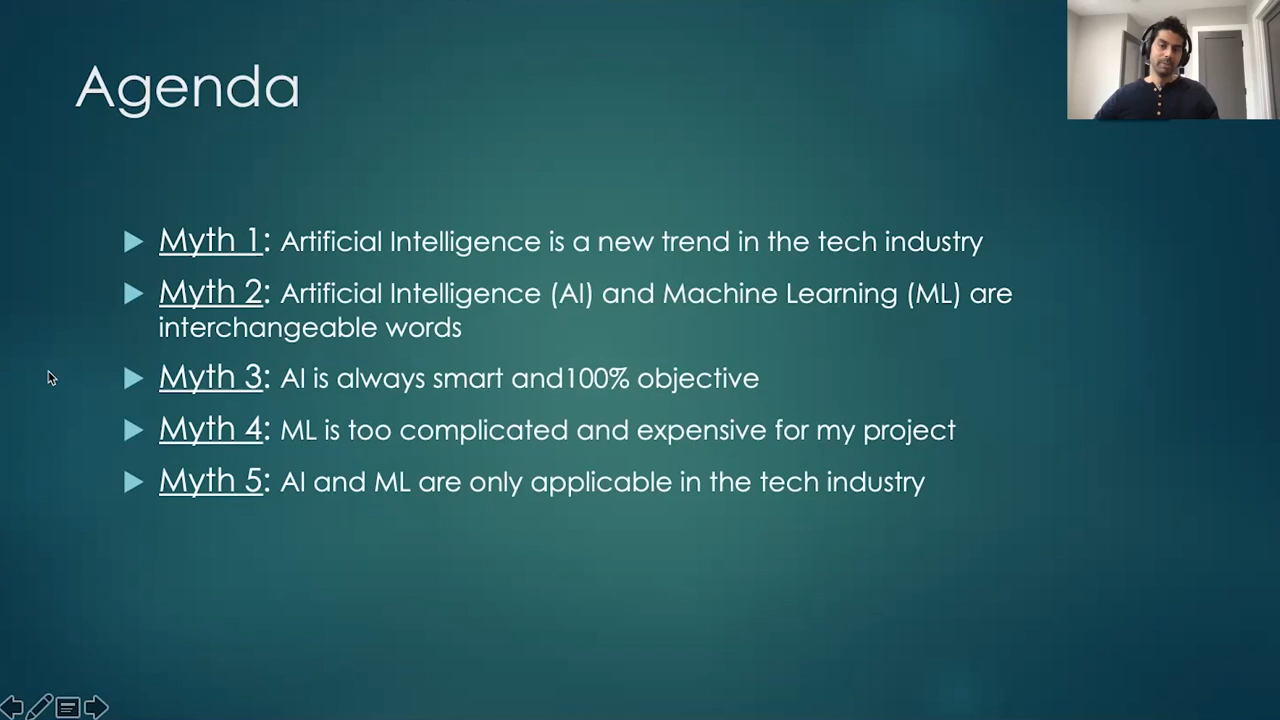 Agenda
Myth 1: Artificial Intelligence is a new trend in the tech industry
Myth 2: Artificial Intelligence (AI) and Machine Learning (ML) are
interchangeable words
Myth 3: AI is always smart and100% objective
Myth 4: ML is too complicated and expensive for my project
Myth 5: AI and ML are only applicable in the tech industry